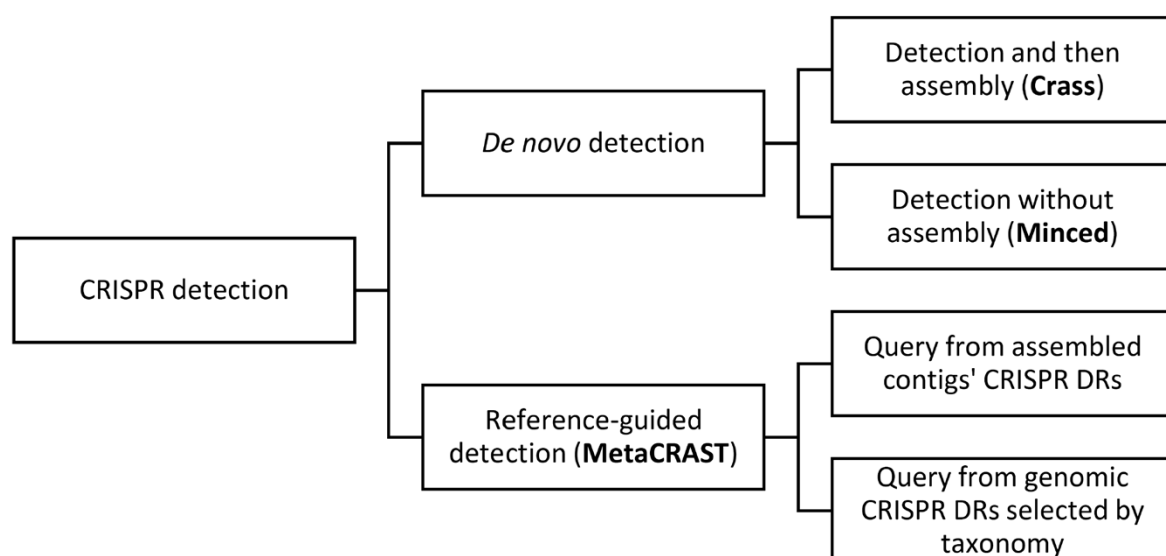 Detection and then
assembly (Crass)
De novo detection
Detection without
assembly (Minced)
CRISPR detection
Query from assembled
contigs' CRISPR DRs
Reference-guided
detection (MetaCRAST)
Query from genomic
CRISPR DRs selected by
taxonomy